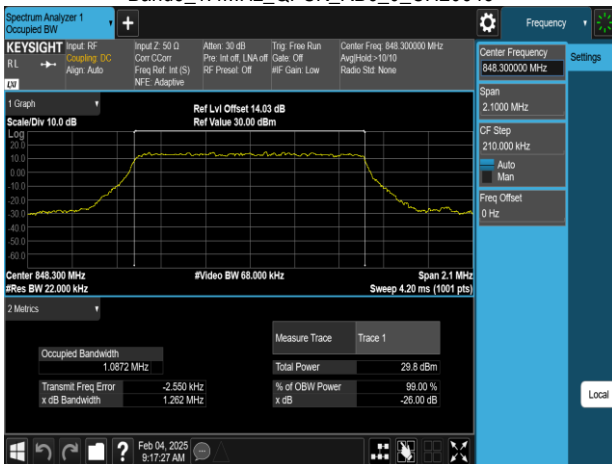 Spectrum Analyzer 1
Occupied BW
+
Frequency
KEYSIGHT
Input: RF
Input Z: 50 Ω
Atten: 30 dB
Trig: Free Run
Center Freq: 848.300000 MHz
RL
Coupling: DC
Corr CCorr
Pre: Int off, LNA off
Gate: Off
Avg|Hold:>10/10
Align: Auto
Freq Ref: Int (S)
RF Presel: Off
#IF Gain: Low
Radio Std: None
NFE: Adaptive
LXI
Center Frequency
848.300000 MHz
Settings
Span
2.1000 MHz
CF Step
210.000 kHz
Auto
Man
Freq Offset
0 Hz
Local
1 Graph
Ref Lvl Offset 14.03 dB
Scale/Div 10.0 dB
Ref Value 30.00 dBm
Log
20.0
10.0
0.00
-10.0
-20.0
-30.0
-40.0
-50.0
-60.0
Center 848.300 MHz
#Video BW 68.000 kHz
Span 2.1 MHz
#Res BW 22.000 kHz
Sweep 4.20 ms (1001 pts)
2 Metrics
Measure Trace
Trace 1
Occupied Bandwidth
1.0872 MHz
Total Power
29.8 dBm
Transmit Freq Error
-2.550 kHz
% of OBW Power
99.00 %
x dB Bandwidth
1.262 MHz
x dB
-26.00 dB
?
Feb 04, 2025
9:17:27 AM